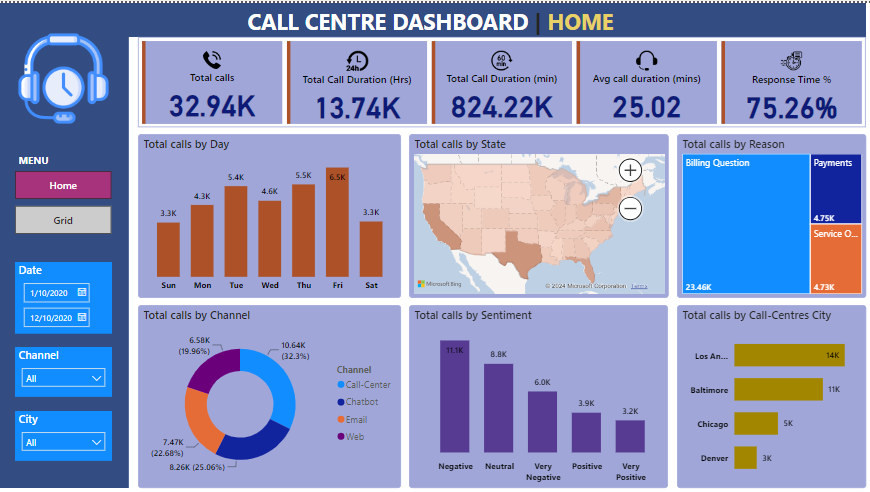 CALL CENTRE DASHBOARD | HOME
Total calls
32.94K
24h
Total Call Duration (Hrs)
13.74K
60 min
Total Call Duration (min)
824.22K
Avg call duration (mins)
25.02
Response Time %
75.26%
MENU
Home
Grid
Date
1/10/2020
12/10/2020
Channel
All
City
All
Total calls by Day
3.3K
4.3K
5.4K
4.6K
5.5K
6.5K
3.3K
Sun Mon Tue Wed Thu Fri Sat
Total calls by State
Microsoft Bing
© 2024 Microsoft Corporation Terms
Total calls by Reason
Billing Question
23.46K
Payments
4.75K
Service O...
4.73K
Total calls by Channel
6.58K
(19.96%)
10.64K
(32.3%)
7.47K
(22.68%)
8.26K (25.06%)
Channel
Call-Center
Chatbot
Email
Web
Total calls by Sentiment
11.1K
8.8K
6.0K
3.9K
3.2K
Negative
Neutral
Very
Negative
Positive
Very
Positive
Total calls by Call-Centres City
Los An... 14K
Baltimore 11K
Chicago 5K
Denver 3K